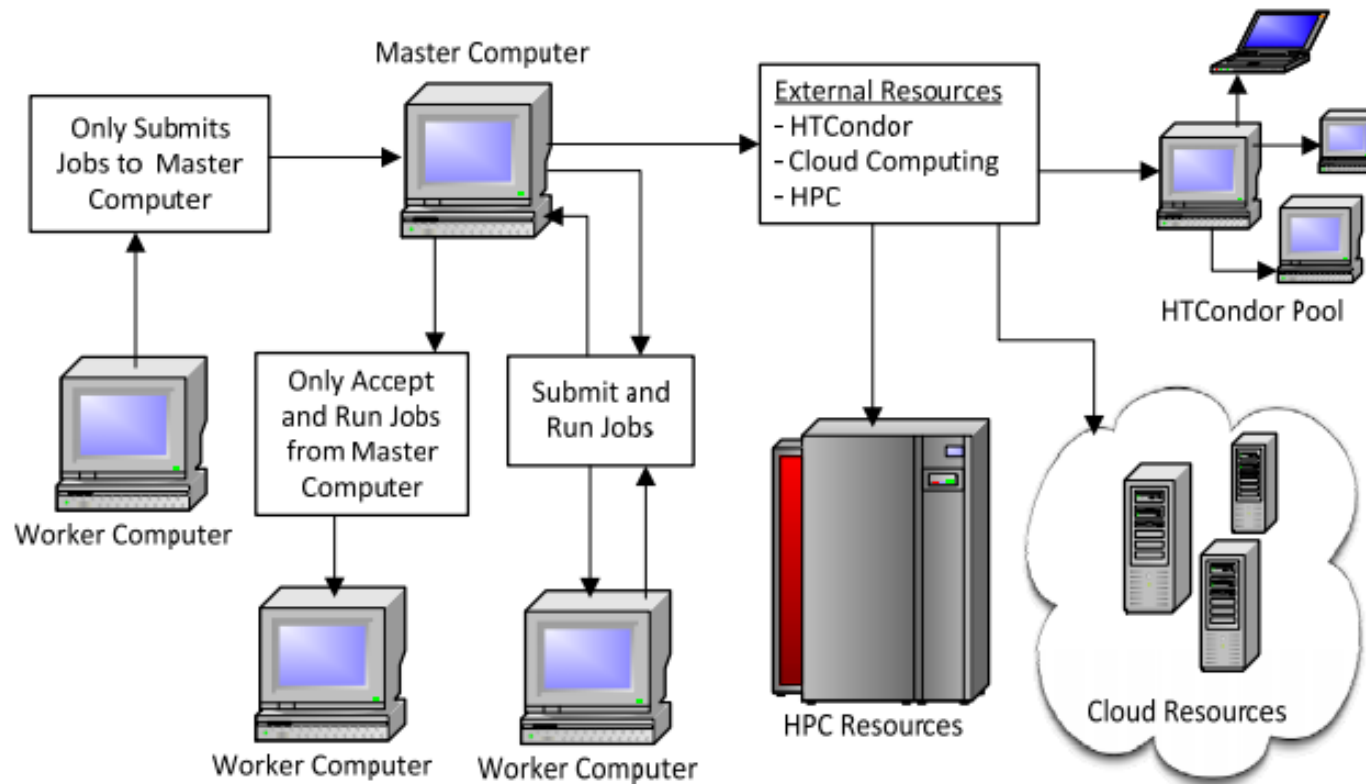 Master Computer
Only Submits
Jobs to Master
Computer
External Resources
- HTCondor
- Cloud Computing
- HPC
HTCondor Pool
Only Accept
and Run Jobs
from Master
Computer
Submit and
Run Jobs
Worker Computer
Worker Computer
Worker Computer
HPC Resources
Cloud Resources